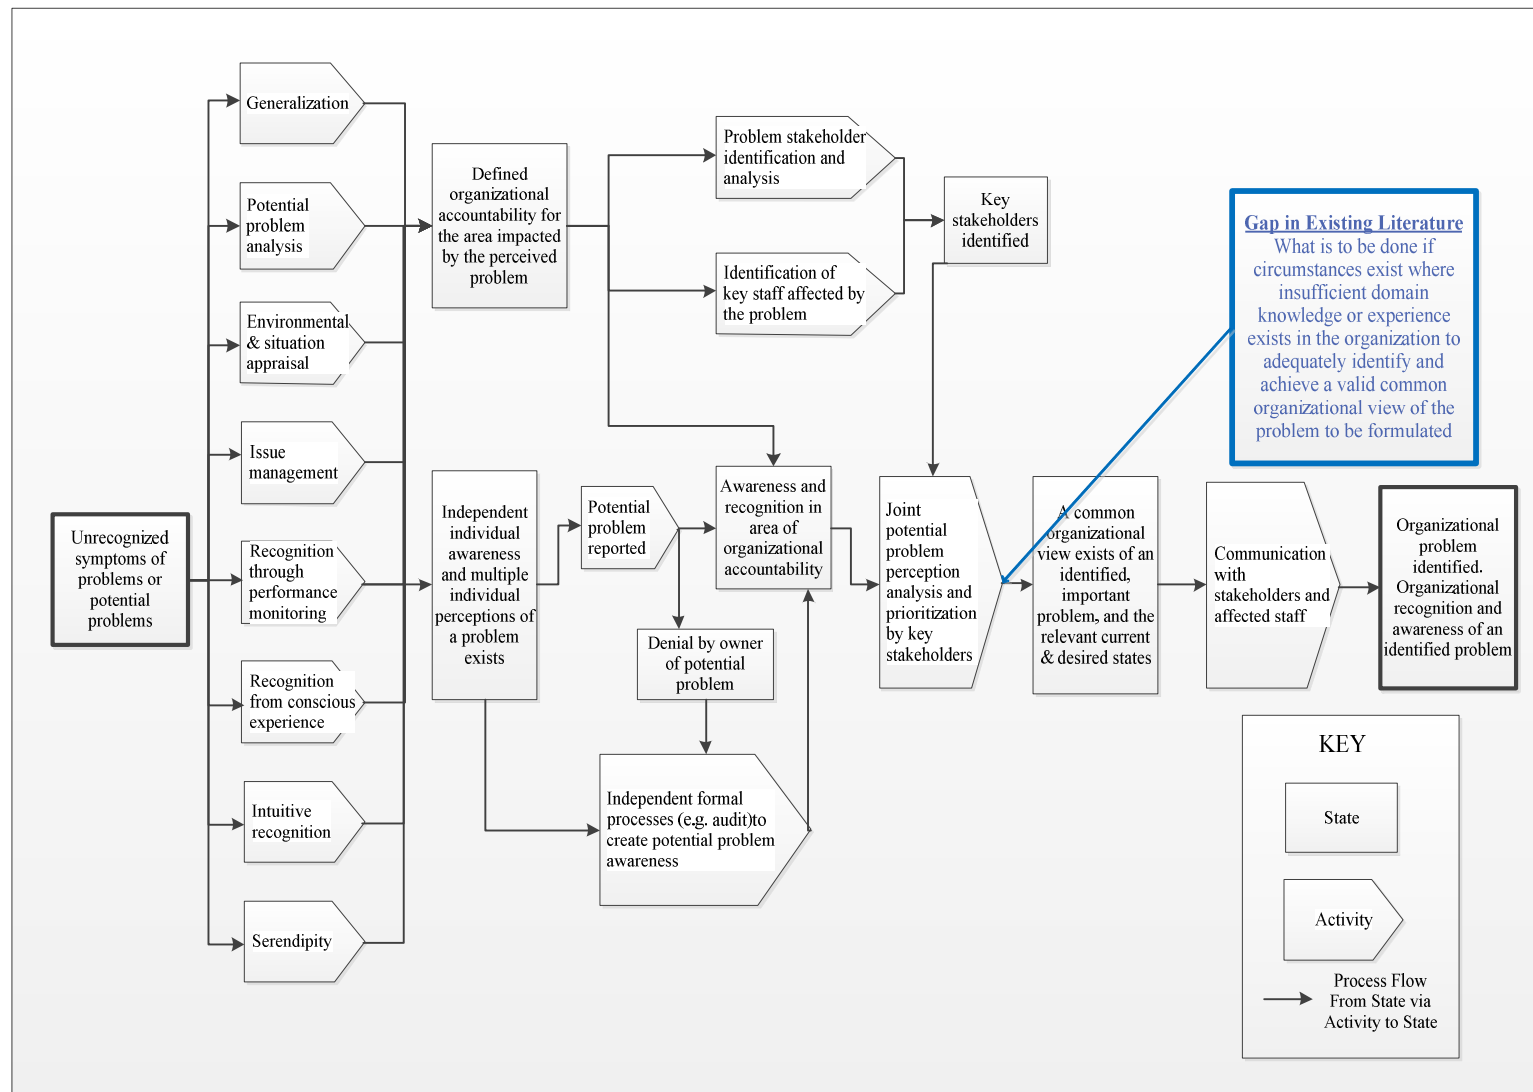 Generalization
Potential
problem
analysis
Environmental
& situation
appraisal
Issue
management
Unrecognized
symptoms of
problems or
potential
problems
Recognition
through
performance
monitoring
Recognition
from conscious
experience
Intuitive
recognition
Serendipity
Defined
organizational
accountability for
the area impacted
by the perceived
problem
Independent
individual
awareness
and multiple
individual
perceptions of
a problem
exists
Problem stakeholder
identification and
analysis
Identification of
key staff affected by
the problem
Key
stakeholders
identified
Potential
problem
reported
Awareness and
recognition in
area of
organizational
accountability
Denial by owner
of potential
problem
Independent formal
processes (e.g. audit)to
create potential problem
awareness
Joint
potential
problem
perception
analysis and
prioritization
by key
stakeholders
A common
organizational
view exists of an
identified,
important
problem, and the
relevant current
& desired states
Gap in Existing Literature
What is to be done if
circumstances exist where
insufficient domain
knowledge or experience
exists in the organization to
adequately identify and
achieve a valid common
organizational view of the
problem to be formulated
Communication
with
stakeholders and
affected staff
Organizational
problem
identified.
Organizational
recognition and
awareness of an
identified problem
KEY
State
Activity
Process Flow
From State via
Activity to State